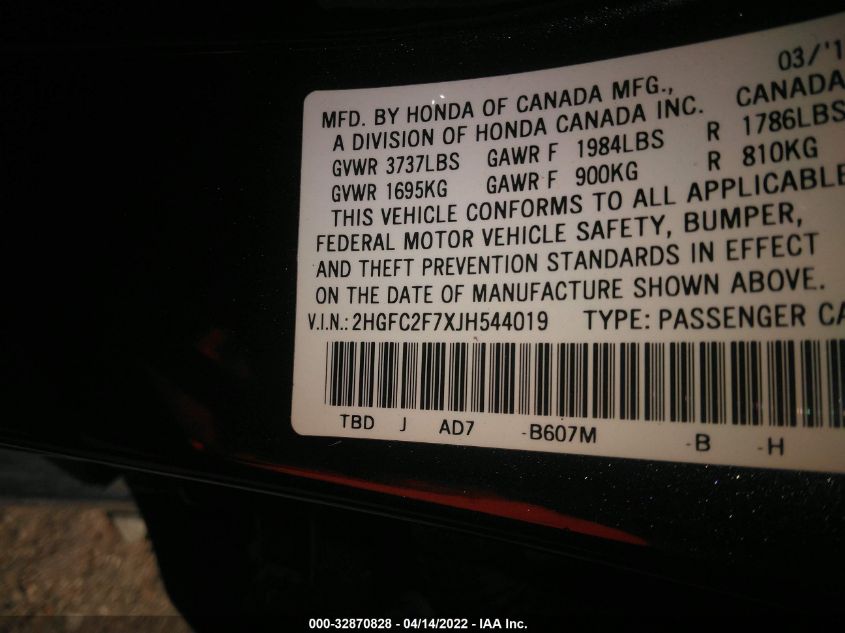 03/'1
MFD. BY HONDA OF CANADA MFG.,
A DIVISION OF HONDA CANADA INC. CANADA
GVWR 3737LBS GAWR F 1984LBS R 1786LBS
GVWR 1695KG GAWR F 900KG R 810KG
THIS VEHICLE CONFORMS TO ALL APPLICABLE
FEDERAL MOTOR VEHICLE SAFETY, BUMPER,
AND THEFT PREVENTION STANDARDS IN EFFECT
ON THE DATE OF MANUFACTURE SHOWN ABOVE.
V.I.N.: 2HGFC2F7XJH544019 TYPE: PASSENGER CA
TBD J AD7 -B607M -B -H
000-32870828 - 04/14/2022 - IAA Inc.